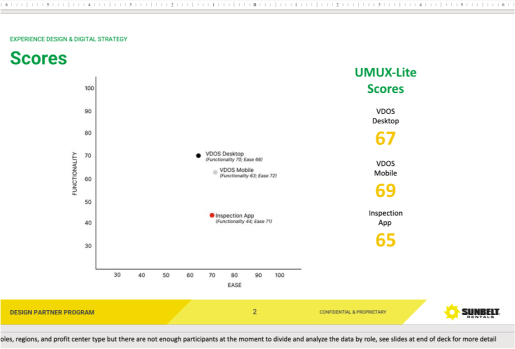 EXPERIENCE DESIGN & DIGITAL STRATEGY
Scores
UMUX-Lite
Scores
VDOS
Desktop
67
VDOS
Mobile
69
Inspection
App
65
FUNCTIONALITY
100
90
80
70
60
50
40
30
VDOS Desktop
(Functionality 70; Ease 66)
VDOS Mobile
(Functionality 63; Ease 72)
Inspection App
(Functionality 44; Ease 71)
30 40 50 60 70 80 90 100
EASE
DESIGN PARTNER PROGRAM
2
CONFIDENTIAL & PROPRIETARY
SUNBELT
RENTALS
oles, regions, and profit center type but there are not enough participants at the moment to divide and analyze the data by role, see slides at end of deck for more detail